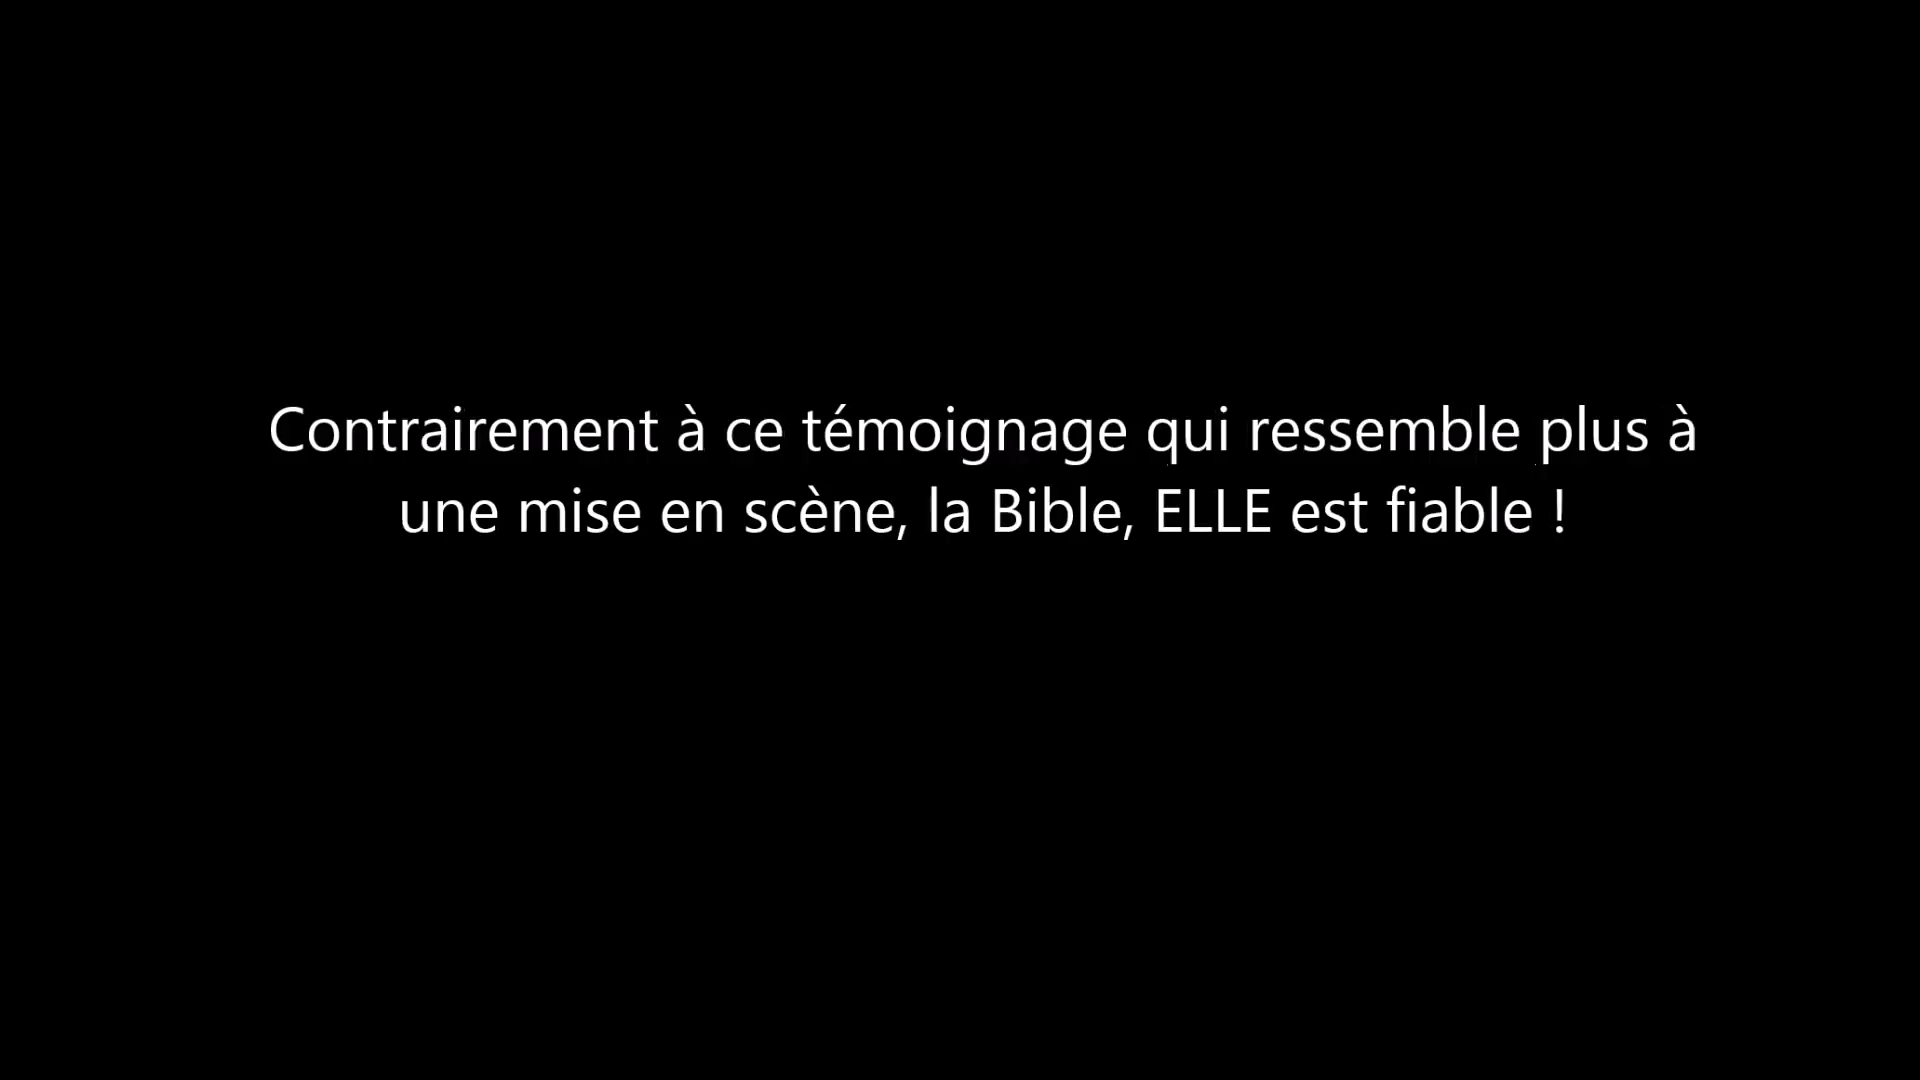 Contrairement à ce témoignage qui ressemble plus à
une mise en scène, la Bible, ELLE est fiable !